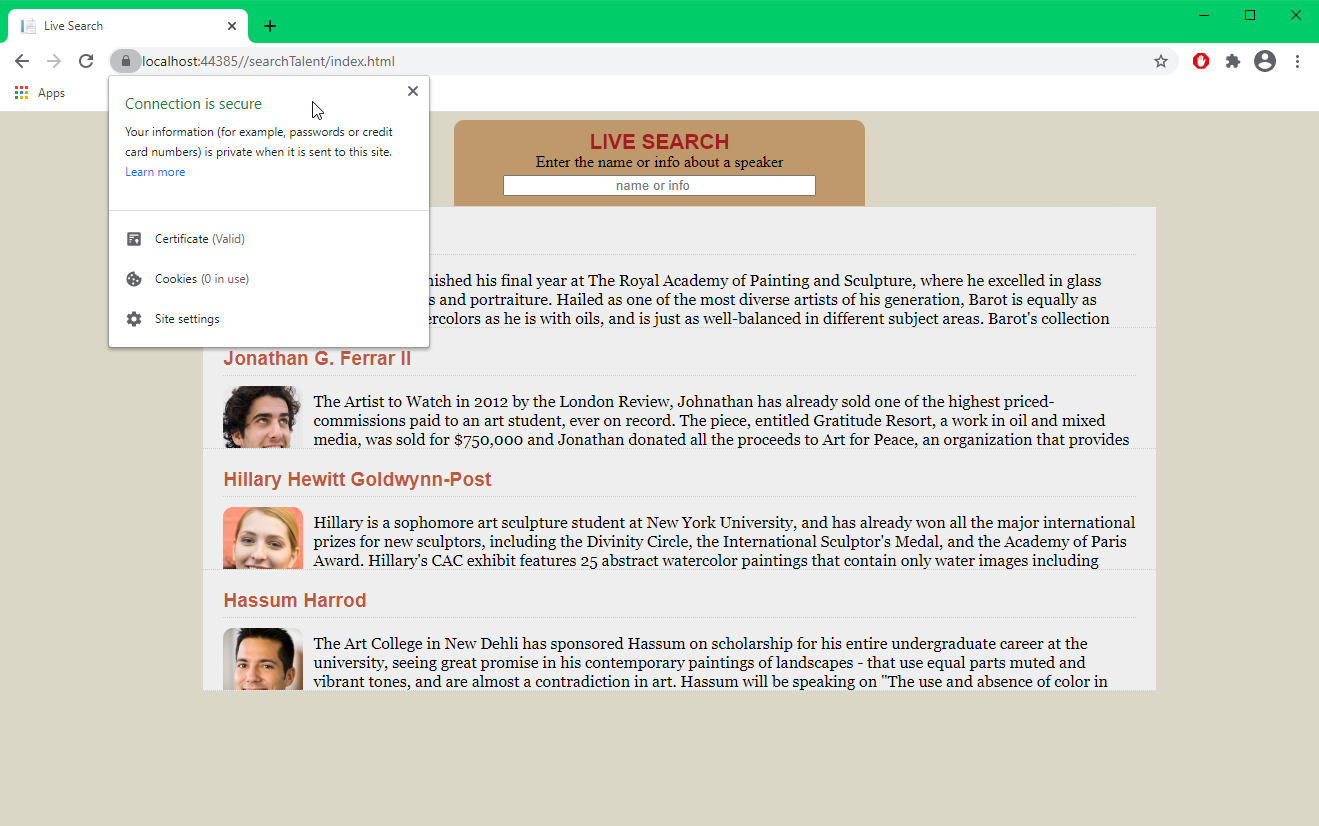 Live Search
localhost:44385//searchTalent/index.html
Apps
Connection is secure
Your information (for example, passwords or credit
card numbers) is private when it is sent to this site.
Learn more
Certificate (Valid)
Cookies (0 in use)
Site settings
LIVE SEARCH
Enter the name or info about a speaker
name or info
his final year at The Royal Academy of Painting and Sculpture, where he excelled in glass
and portraiture. Hailed as one of the most diverse artists of his generation, Barot is equally as
as he is with oils, and is just as well-balanced in different subject areas. Barot's collection
Jonathan G. Ferrar II
The Artist to Watch in 2012 by the London Review, Johnathan has already sold one of the highest priced-
commissions paid to an art student, ever on record. The piece, entitled Gratitude Resort, a work in oil and mixed
media, was sold for $750,000 and Jonathan donated all the proceeds to Art for Peace, an organization that provides
Hillary Hewitt Goldwynn-Post
Hillary is a sophomore art sculpture student at New York University, and has already won all the major international
prizes for new sculptors, including the Divinity Circle, the International Sculptor's Medal, and the Academy of Paris
Award. Hillary's CAC exhibit features 25 abstract watercolor paintings that contain only water images including
Hassum Harrod
The Art College in New Dehli has sponsored Hassum on scholarship for his entire undergraduate career at the
university, seeing great promise in his contemporary paintings of landscapes - that use equal parts muted and
vibrant tones, and are almost a contradiction in art. Hassum will be speaking on "The use and absence of color in